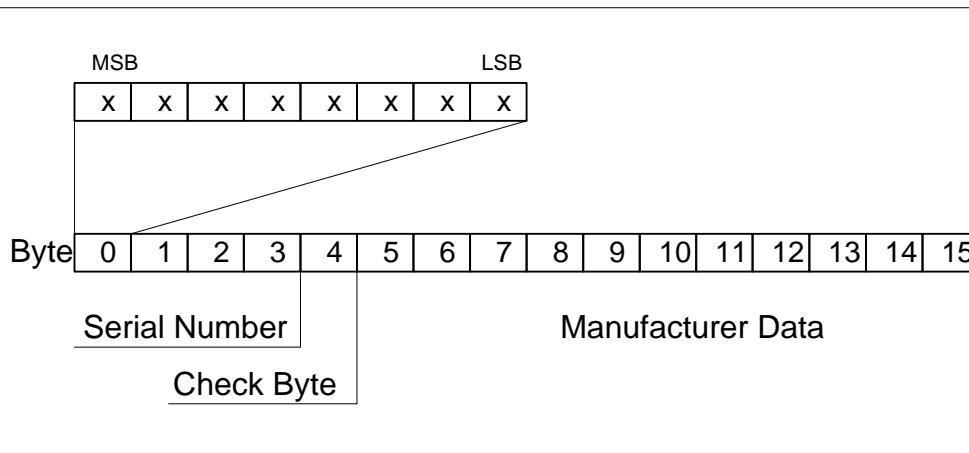 MSB LSB
x x x x x x x x
Byte 0 1 2 3 4 5 6 7 8 9 10 11 12 13 14 15
Serial Number Manufacturer Data
Check Byte